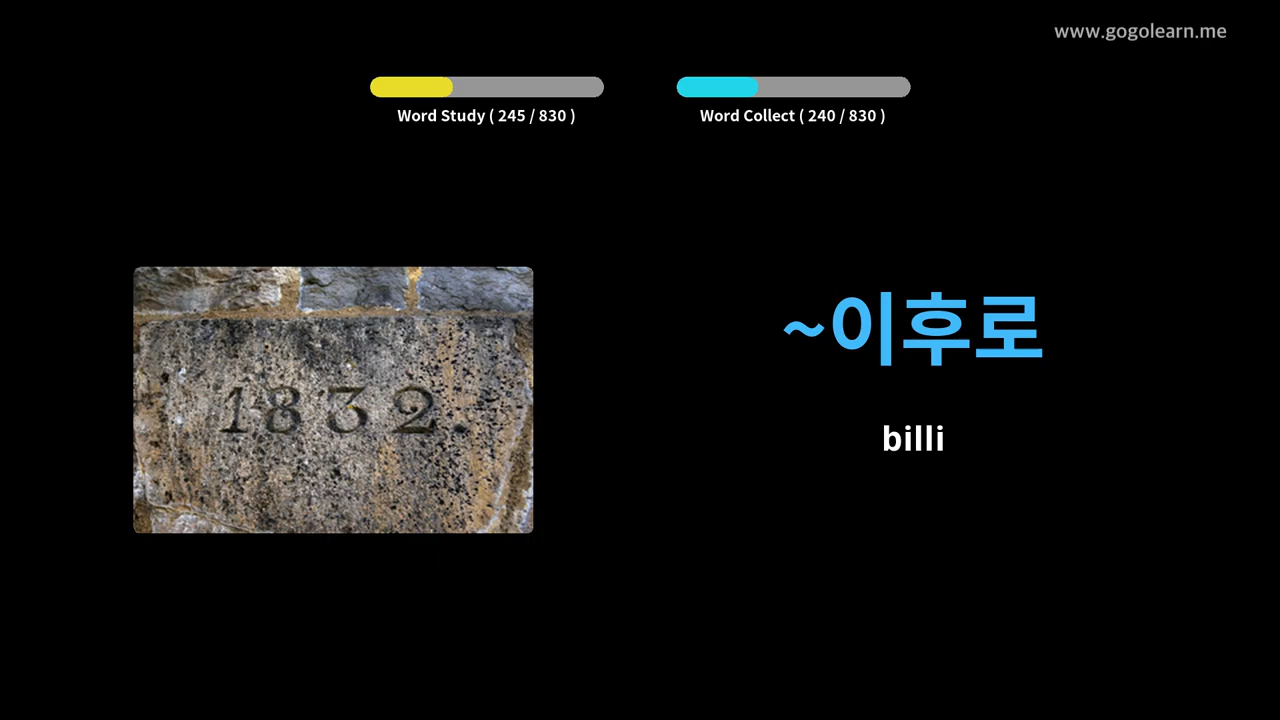 www.gogolearn.me
Word Study ( 245 / 830 )
Word Collect ( 240 / 830 )
1832.
~이후로
billi